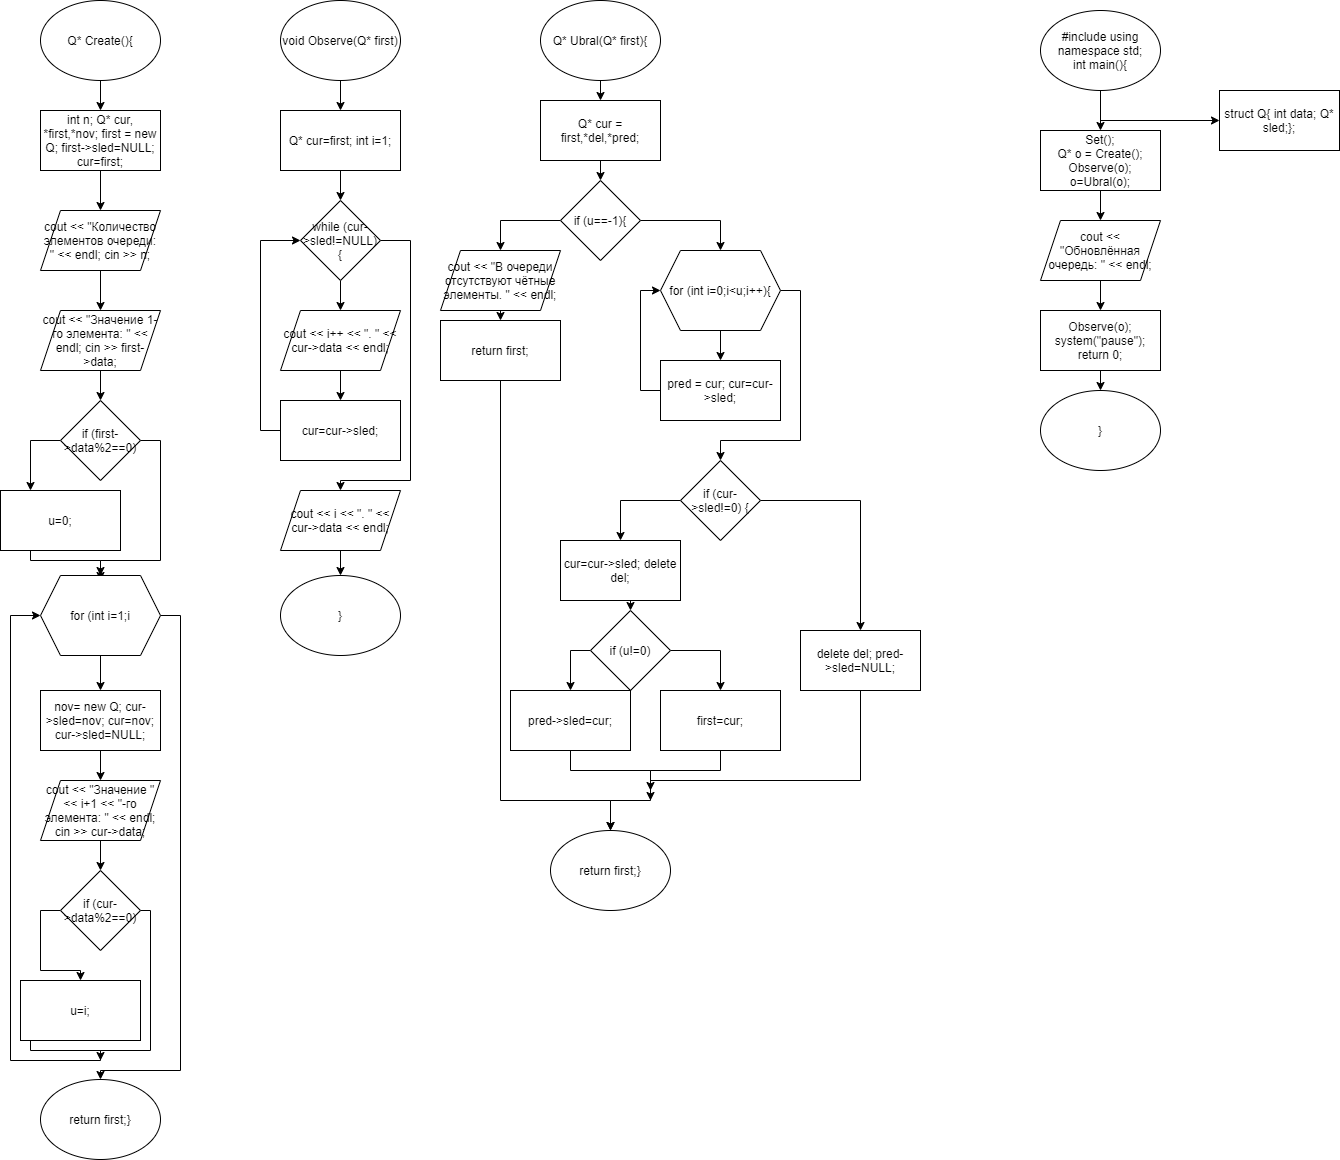 Q* Create(){
int n; Q* cur,
*first,*nov; first = new
Q; first->sled=NULL;
cur=first;
cout << "Количество
элементов очереди:
" << endl; cin >> n;
cout << "Значение 1-
го элемента: " <<
endl; cin >> first-
>data;
if (first-
>data%2==0)
u=0;
for (int i=1;i
nov= new Q; cur-
>sled=nov; cur=nov;
cur->sled=NULL;
cout << "Значение "
<< i+1 << "-го
элемента: " << endl;
cin >> cur->data;
if (cur-
>data%2==0)
u=i;
return first;}
void Observe(Q* first)
Q* cur=first; int i=1;
while (cur-
>sled!=NULL)
{
cout << i++ << ". " <<
cur->data << endl;
cur=cur->sled;
cout << i << ". " <<
cur->data << endl;
}
Q* Ubral(Q* first){
Q* cur =
first,*del,*pred;
if (u==-1){
cout << "В очереди
отсутствуют чётные
элементы. " << endl;
return first;
for (int i=0;i<u;i++){
pred = cur; cur=cur-
>sled;
if (cur-
>sled!=0) {
cur=cur->sled; delete
del;
if (u!=0)
pred->sled=cur;
first=cur;
delete del; pred-
>sled=NULL;
return first;}
#include using
namespace std;
int main(){
struct Q{ int data; Q*
sled;};
Set();
Q* o = Create();
Observe(o);
o=Ubral(o);
cout <<
"Обновлённая
очередь: " << endl;
Observe(o);
system("pause");
return 0;
}